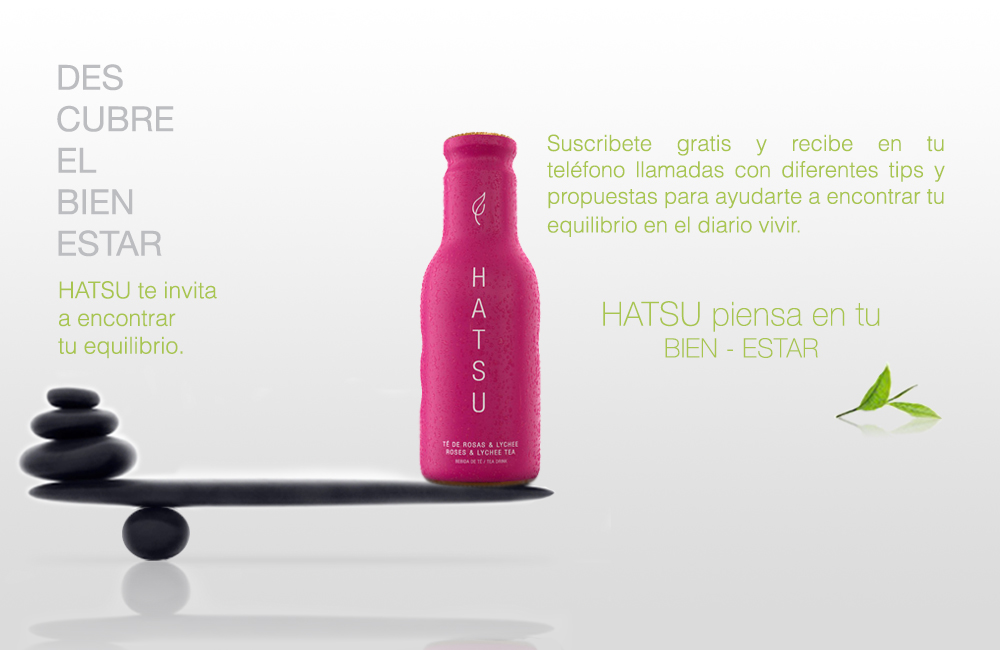 DES
CUBRE
EL
BIEN
ESTAR
HATSU te invita
a encontrar
tu equilibrio.
Suscribete gratis y recibe en tu
teléfono llamadas con diferentes tips y
propuestas para ayudarte a encontrar tu
equilibrio en el diario vivir.
HATSU piensa en tu
BIEN - ESTAR
HATSU
TÉ DE ROSAS & LYCHEE
ROSES & LYCHEE TEA
BEBIDA DE TÉ / TEA DRINK